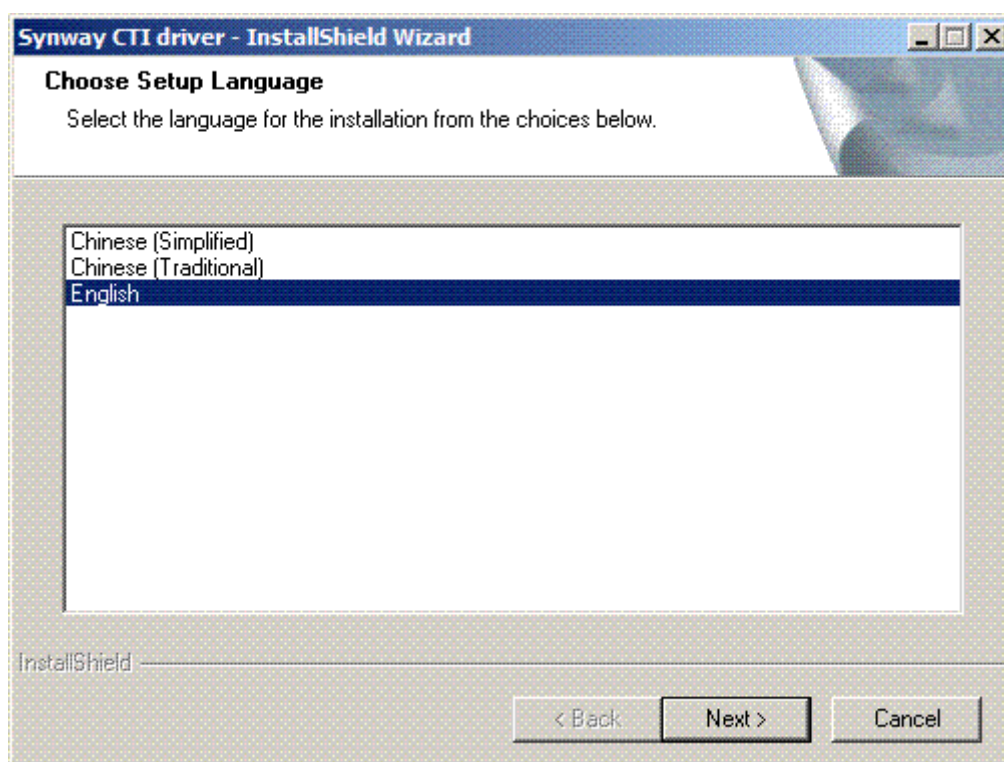 Synway CTI driver - InstallShield Wizard
Choose Setup Language
Select the language for the installation from the choices below.
Chinese (Simplified)
Chinese (Traditional)
English
InstallShield
< Back
Next >
Cancel